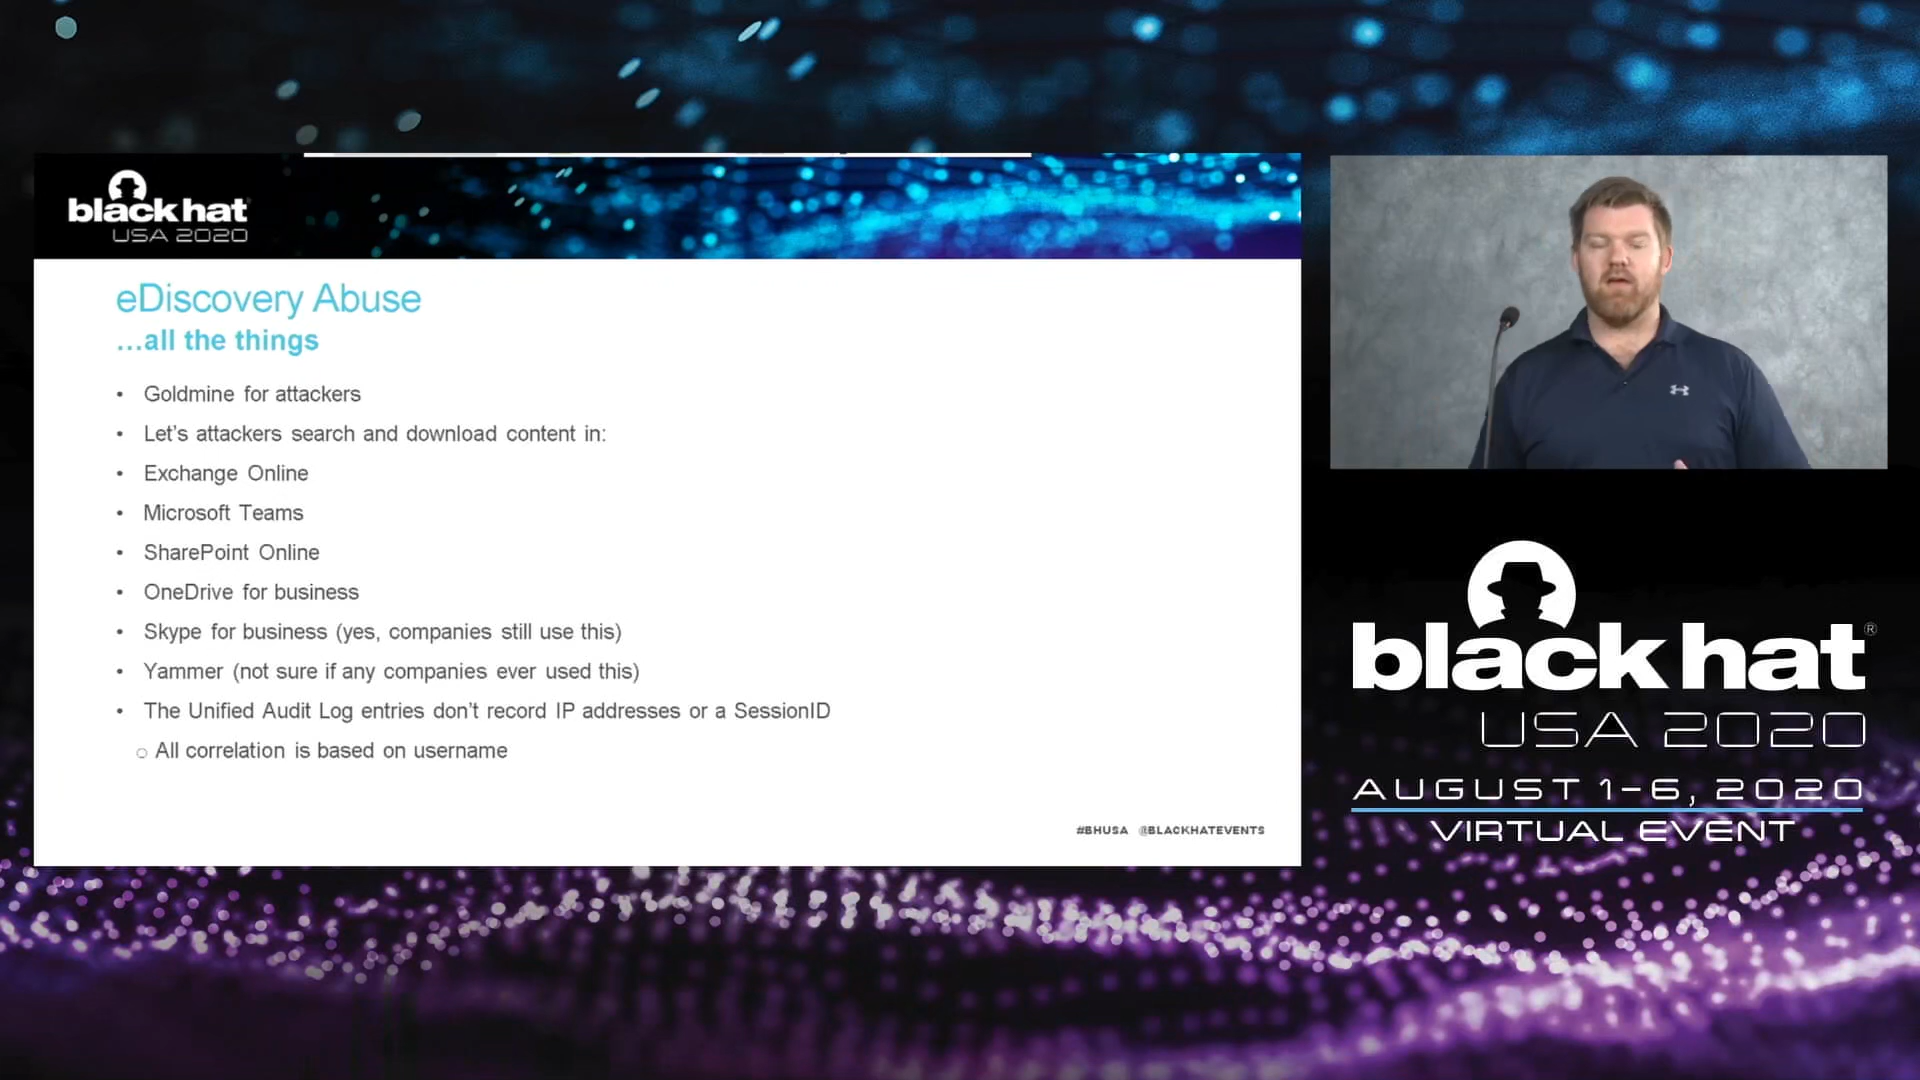 black hat
USA 2020
eDiscovery Abuse
…all the things
• Goldmine for attackers
• Let's attackers search and download content in:
• Exchange Online
• Microsoft Teams
• SharePoint Online
• OneDrive for business
• Skype for business (yes, companies still use this)
• Yammer (not sure if any companies ever used this)
• The Unified Audit Log entries don't record IP addresses or a SessionID
○ All correlation is based on username
#BHUSA @BLACKHATEVENTS
black hat®
USA 2020
AUGUST 1-6, 2020
VIRTUAL EVENT